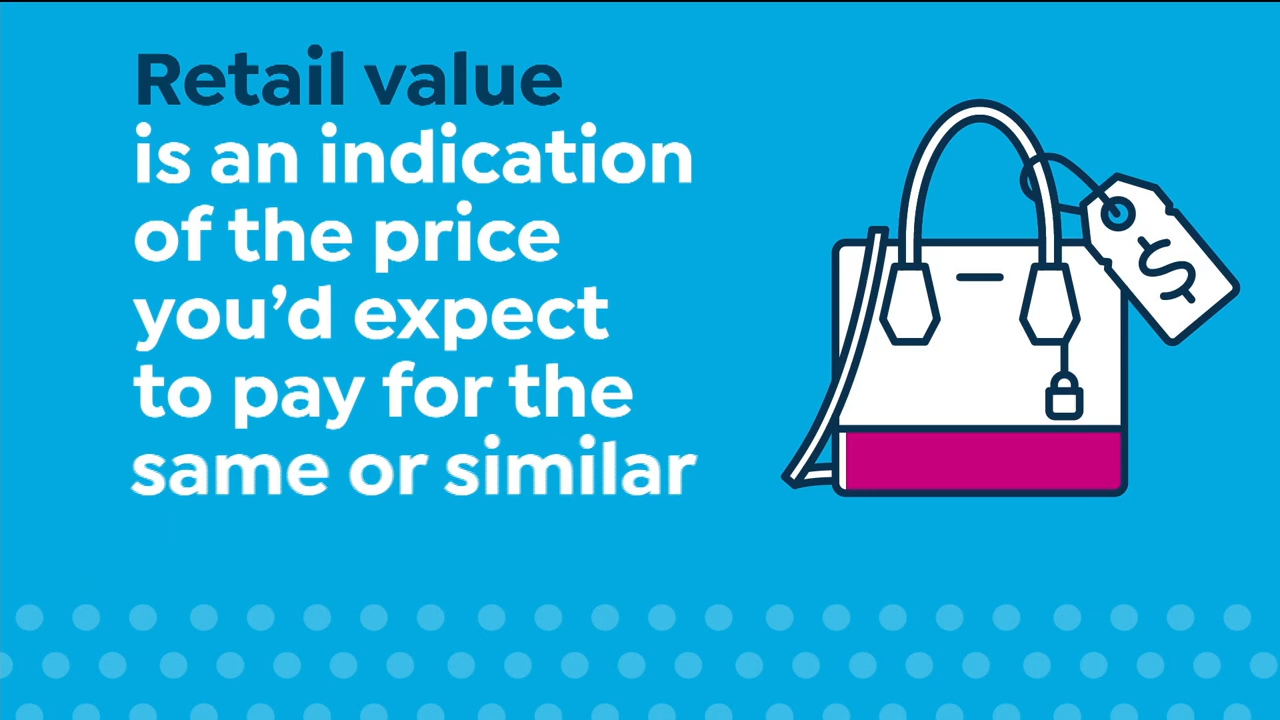 Retail value
is an indication
of the price
you’d expect
to pay for the
same or similar
$